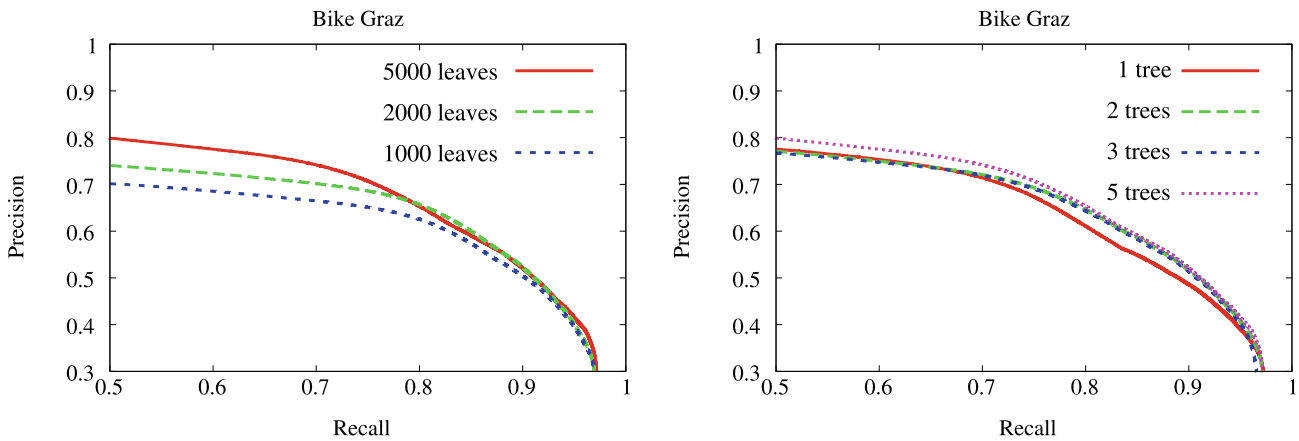 Bike Graz
1
0.9
0.8
0.7
0.6
0.5
0.4
0.3
0.5
0.6
0.7
0.8
0.9
1
Precision
Recall
5000 leaves
2000 leaves
1000 leaves
Bike Graz
1
0.9
0.8
0.7
0.6
0.5
0.4
0.3
0.5
0.6
0.7
0.8
0.9
1
Precision
Recall
1 tree
2 trees
3 trees
5 trees